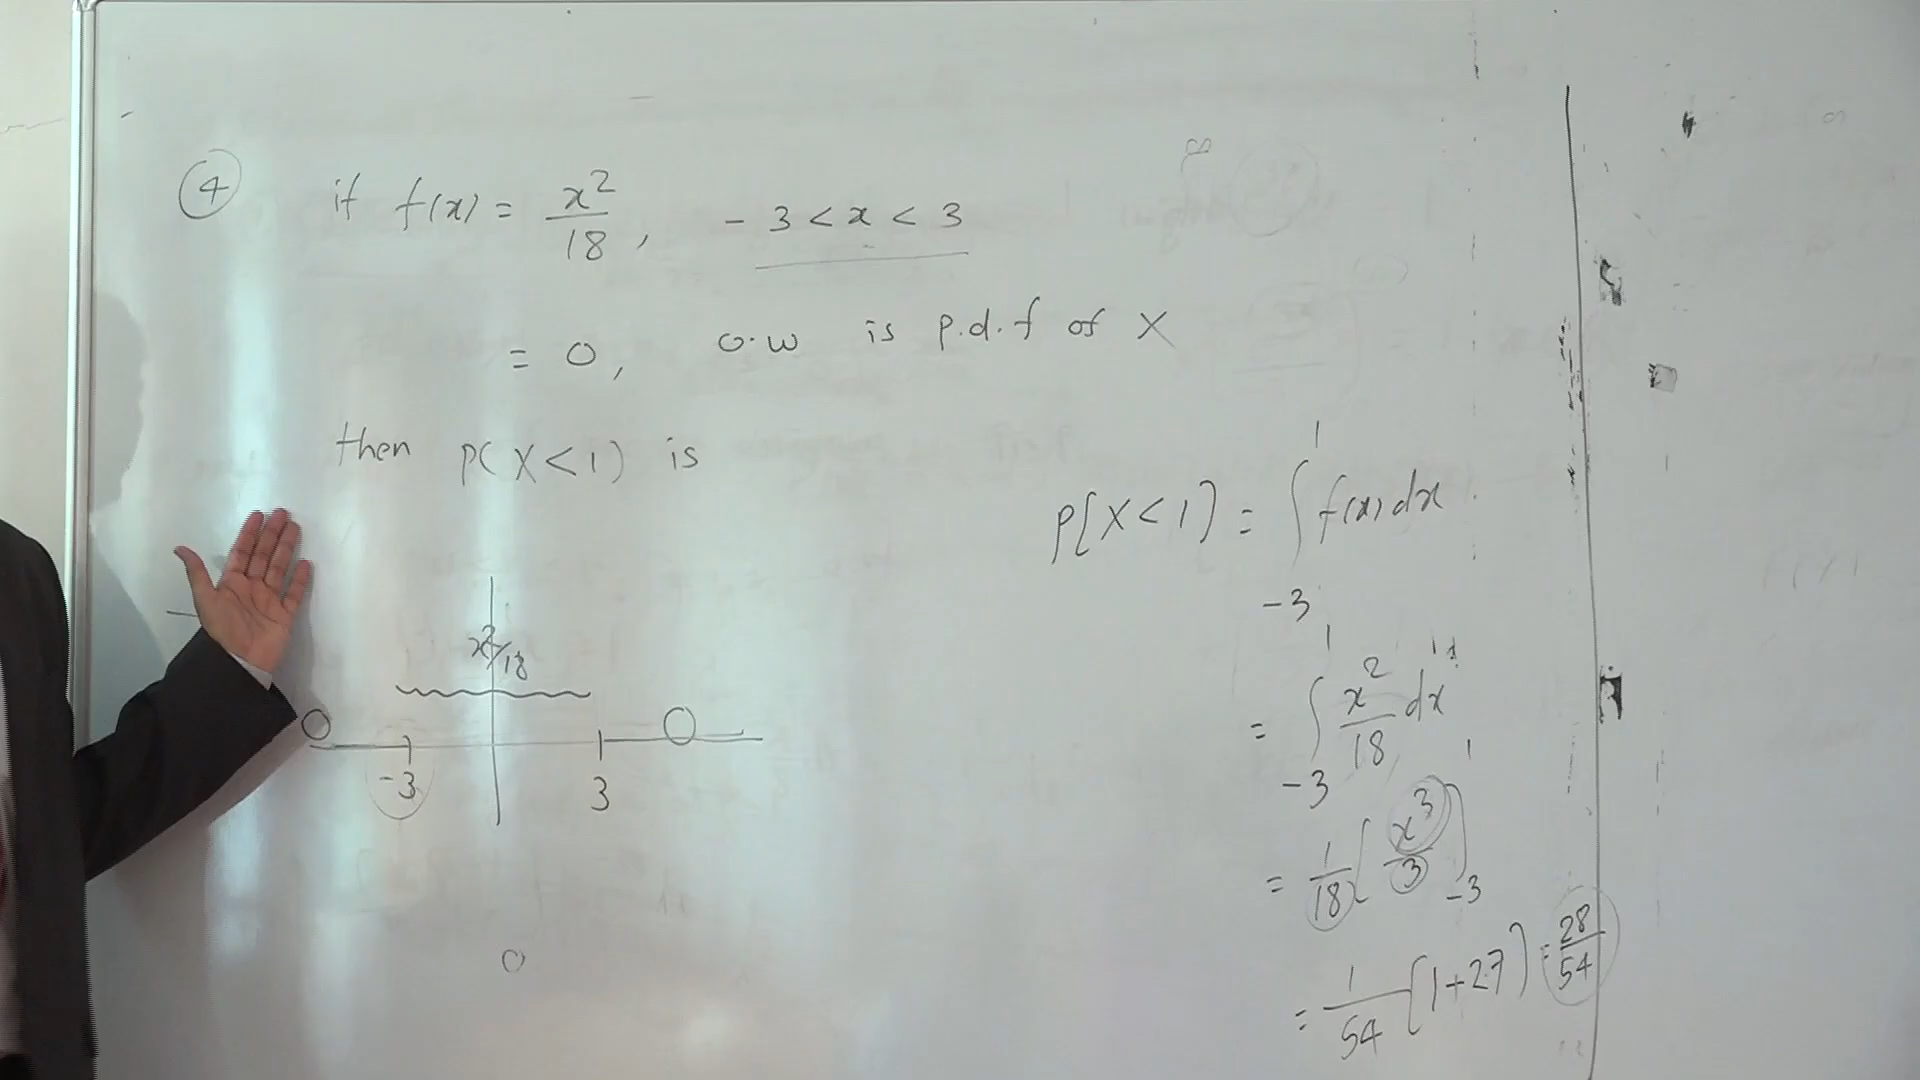 ④ if f(x) = x²/18, -3 < x < 3
= 0, o.w is p.d.f of X
then P(X<1) is
x²/18
0 -3 3 0
0
P[X<1] = ∫₋₃¹ f(x) dx
= ∫₋₃¹ x²/18 dx
= 1/18 [x³/3]₋₃¹
= 1/54 [1+27] = 28/54